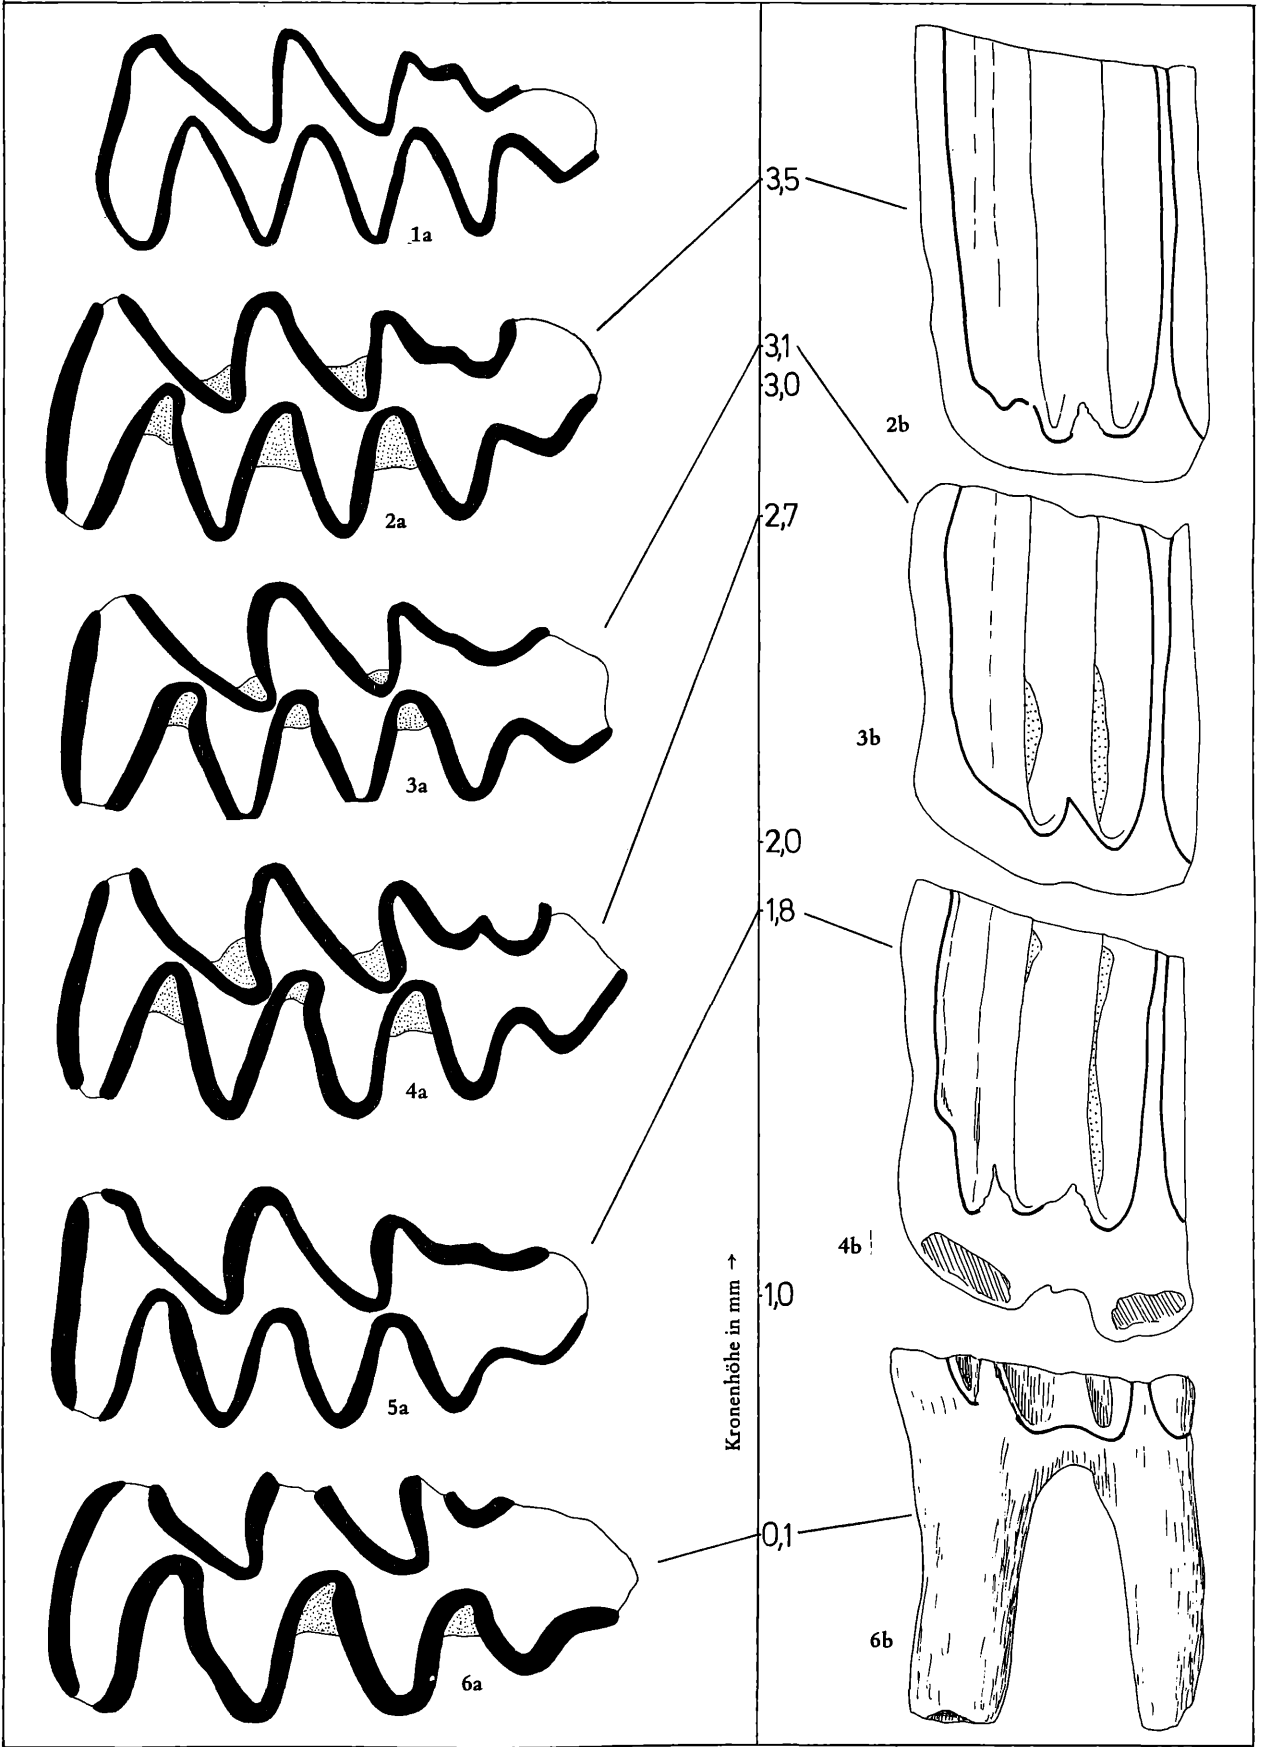 1a
2a
3a
4a
5a
6a
3,5
3,1
3,0
2,7
2,0
1,8
1,0
0,1
Kronenhöhe in mm →
2b
3b
4b
6b